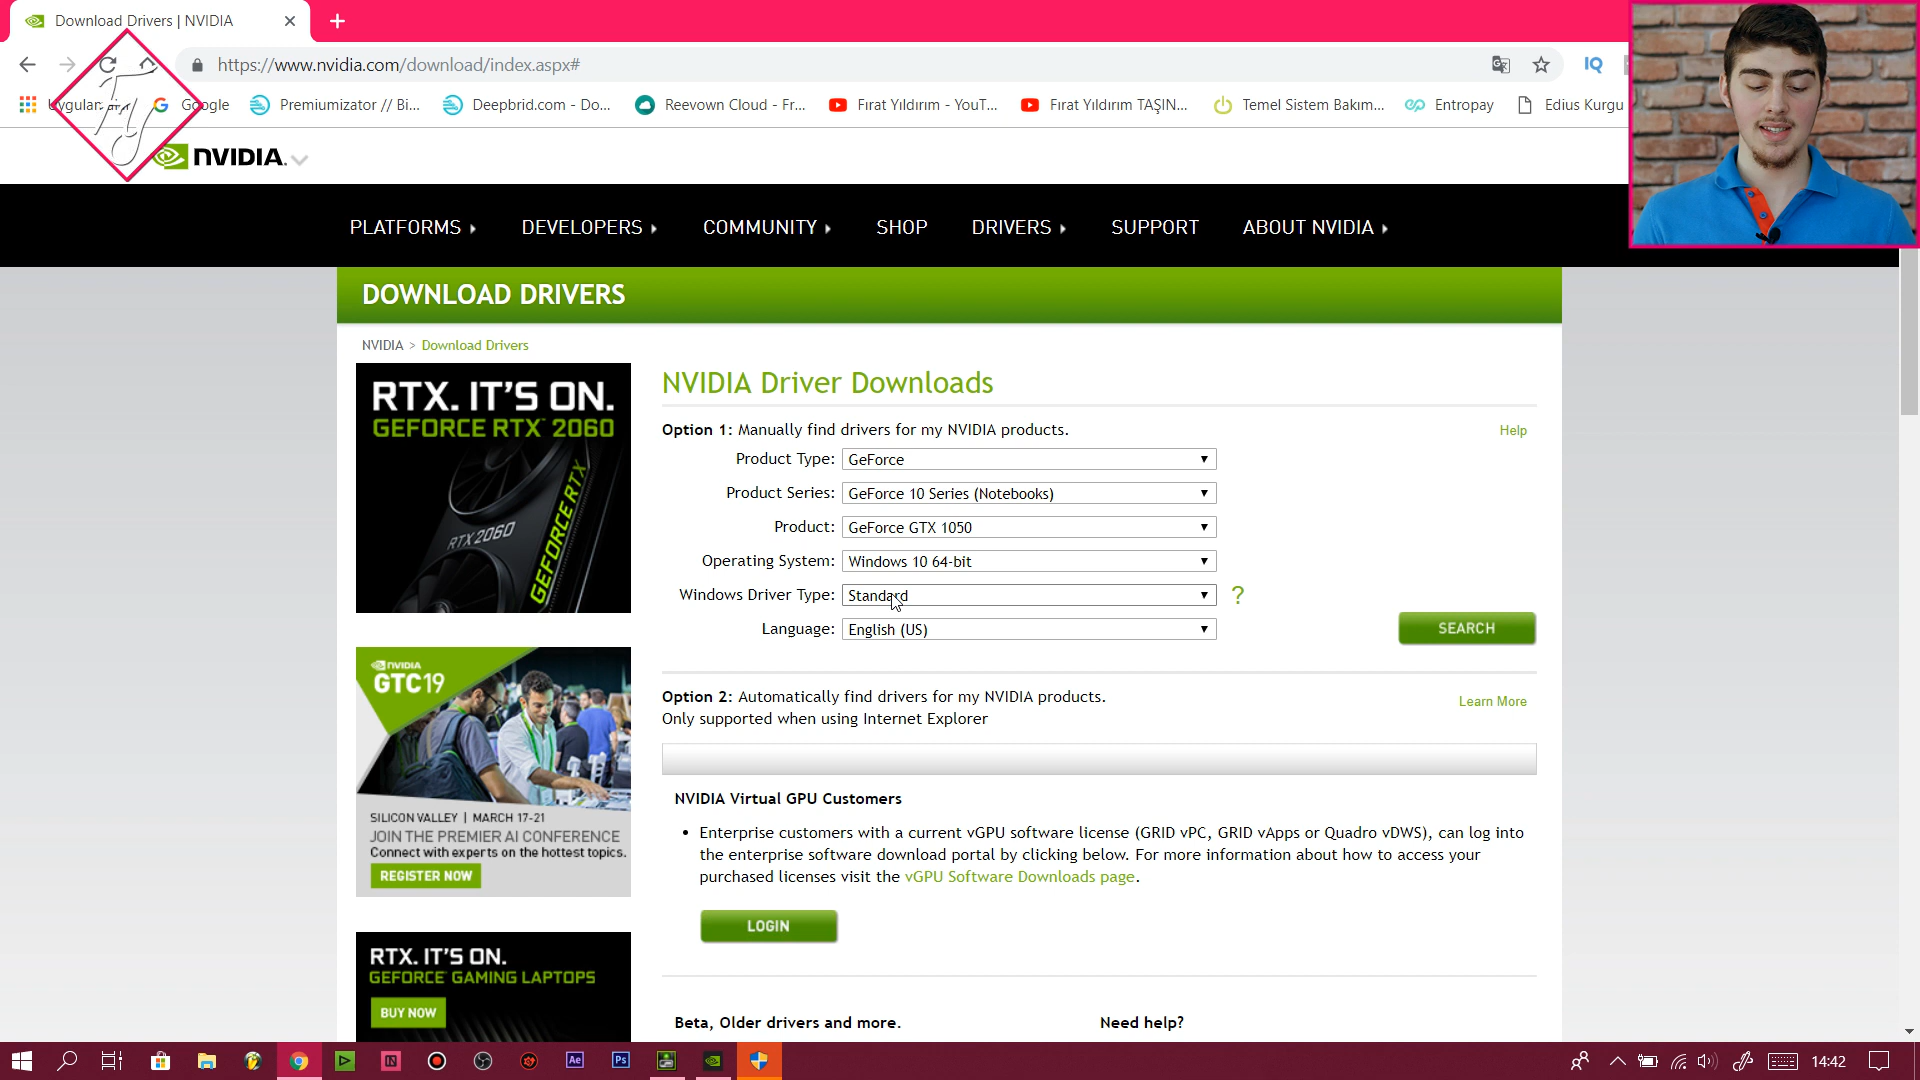 Download Drivers | NVIDIA
https://www.nvidia.com/download/index.aspx#
IQ
Google
Premiumizator // Bi...
Deepbrid.com - Do...
Reevown Cloud - Fr...
Fırat Yıldırım - YouT...
Fırat Yıldırım TAŞIN...
Temel Sistem Bakım...
Entropay
Edius Kurgu
NVIDIA.
PLATFORMS DEVELOPERS COMMUNITY SHOP DRIVERS SUPPORT ABOUT NVIDIA
DOWNLOAD DRIVERS
NVIDIA > Download Drivers
RTX. IT'S ON.
GEFORCE RTX 2060
RTX 2060
GEFORCE RTX
NVIDIA Driver Downloads
Option 1: Manually find drivers for my NVIDIA products.
Help
Product Type: GeForce
Product Series: GeForce 10 Series (Notebooks)
Product: GeForce GTX 1050
Operating System: Windows 10 64-bit
Windows Driver Type: Standard ?
Language: English (US)
SEARCH
Option 2: Automatically find drivers for my NVIDIA products.
Only supported when using Internet Explorer
Learn More
NVIDIA
GTC19
SILICON VALLEY | MARCH 17-21
JOIN THE PREMIER AI CONFERENCE
Connect with experts on the hottest topics.
REGISTER NOW
NVIDIA Virtual GPU Customers
• Enterprise customers with a current vGPU software license (GRID vPC, GRID vApps or Quadro vDWS), can log into
the enterprise software download portal by clicking below. For more information about how to access your
purchased licenses visit the vGPU Software Downloads page.
LOGIN
RTX. IT'S ON.
GEFORCE GAMING LAPTOPS
BUY NOW
Beta, Older drivers and more.
Need help?
Ae
Ps
14:42